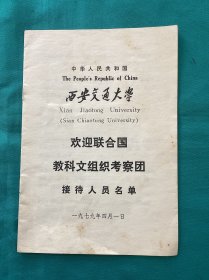 中华人民共和国
The People's Republic of China
西安交通大学
Xian Jiaotong University
(Sian Chiaotung University)
欢迎联合国
教科文组织考察团
接待人员名单
一九七九年四月一日